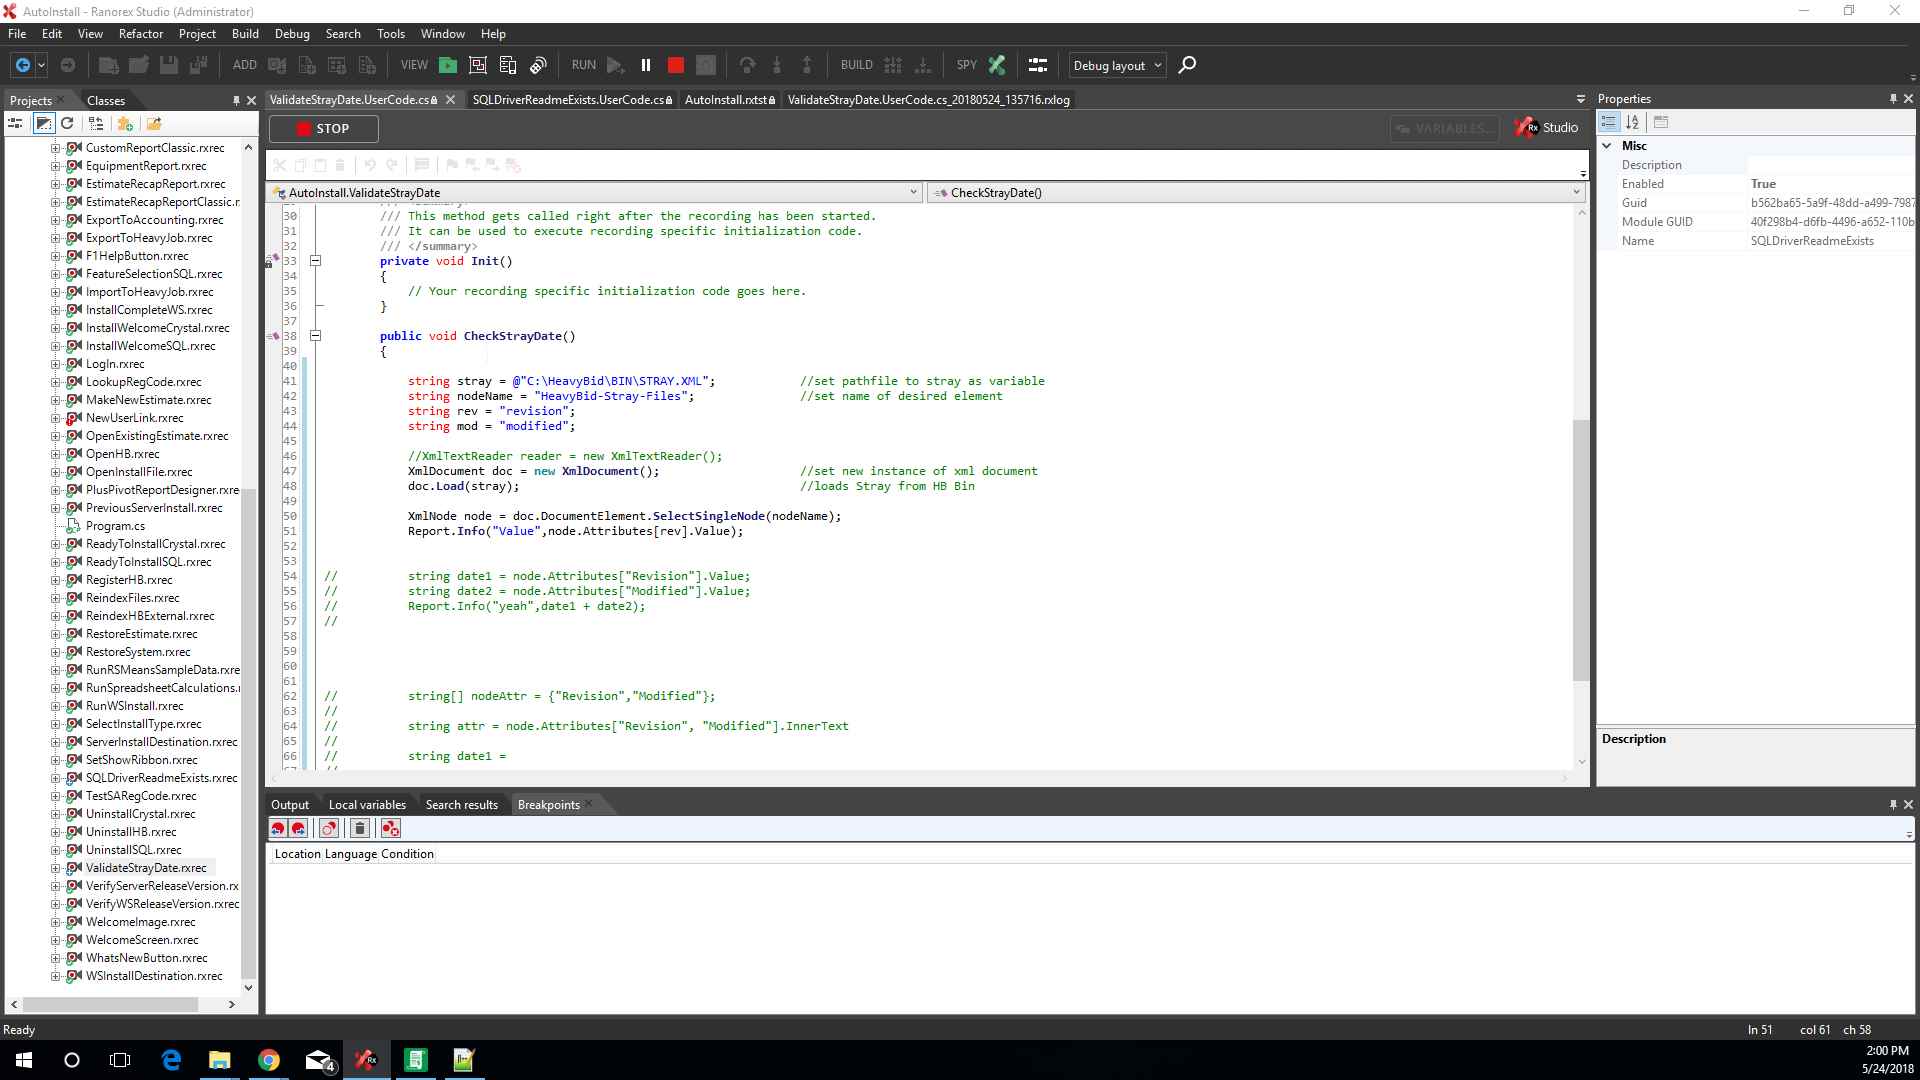 AutoInstall - Ranorex Studio (Administrator)
File Edit View Refactor Project Build Debug Search Tools Window Help
ADD VIEW RUN BUILD SPY Debug layout
Projects Classes
ValidateStrayDate.UserCode.cs SQLDriverReadmeExists.UserCode.cs AutoInstall.rxtst ValidateStrayDate.UserCode.cs_20180524_135716.rxlog
Properties
STOP
VARIABLES...
Rx Studio
AutoInstall.ValidateStrayDate
CheckStrayDate()
CustomReportClassic.rxrec
EquipmentReport.rxrec
EstimateRecapReport.rxrec
EstimateRecapReportClassic.r
ExportToAccounting.rxrec
ExportToHeavyJob.rxrec
F1HelpButton.rxrec
FeatureSelectionSQL.rxrec
ImportToHeavyJob.rxrec
InstallCompleteWS.rxrec
InstallWelcomeCrystal.rxrec
InstallWelcomeSQL.rxrec
LogIn.rxrec
LookupRegCode.rxrec
MakeNewEstimate.rxrec
NewUserLink.rxrec
OpenExistingEstimate.rxrec
OpenHB.rxrec
OpenInstallFile.rxrec
PlusPivotReportDesigner.rxre
PreviousServerInstall.rxrec
Program.cs
ReadyToInstallCrystal.rxrec
ReadyToInstallSQL.rxrec
RegisterHB.rxrec
ReindexFiles.rxrec
ReindexHBExternal.rxrec
RestoreEstimate.rxrec
RestoreSystem.rxrec
RunRSMeansSampleData.rxre
RunSpreadsheetCalculations.r
RunWSInstall.rxrec
SelectInstallType.rxrec
ServerInstallDestination.rxrec
SetShowRibbon.rxrec
SQLDriverReadmeExists.rxrec
TestSARegCode.rxrec
UninstallCrystal.rxrec
UninstallHB.rxrec
UninstallSQL.rxrec
ValidateStrayDate.rxrec
VerifyServerReleaseVersion.rx
VerifyWSReleaseVersion.rxrec
WelcomeImage.rxrec
WelcomeScreen.rxrec
WhatsNewButton.rxrec
WSInstallDestination.rxrec
30 /// This method gets called right after the recording has been started.
31 /// It can be used to execute recording specific initialization code.
32 /// </summary>
33 private void Init()
34 {
35 // Your recording specific initialization code goes here.
36 }
37
38 public void CheckStrayDate()
39 {
40
41 string stray = @"C:\HeavyBid\BIN\STRAY.XML"; //set pathfile to stray as variable
42 string nodeName = "HeavyBid-Stray-Files"; //set name of desired element
43 string rev = "revision";
44 string mod = "modified";
45
46 //XmlTextReader reader = new XmlTextReader();
47 XmlDocument doc = new XmlDocument(); //set new instance of xml document
48 doc.Load(stray); //loads Stray from HB Bin
49
50 XmlNode node = doc.DocumentElement.SelectSingleNode(nodeName);
51 Report.Info("Value",node.Attributes[rev].Value);
52
53
54 // string date1 = node.Attributes["Revision"].Value;
55 // string date2 = node.Attributes["Modified"].Value;
56 // Report.Info("yeah",date1 + date2);
57 //
58
59
60
61
62 // string[] nodeAttr = {"Revision","Modified"};
63 //
64 // string attr = node.Attributes["Revision", "Modified"].InnerText
65 //
66 // string date1 =
Misc
Description
Enabled True
Guid b562ba65-5a9f-48dd-a499-7987
Module GUID 40f298b4-d6fb-4496-a652-110b
Name SQLDriverReadmeExists
Description
Output Local variables Search results Breakpoints
Location Language Condition
Ready
ln 51 col 61 ch 58
4
Rx
2:00 PM
5/24/2018